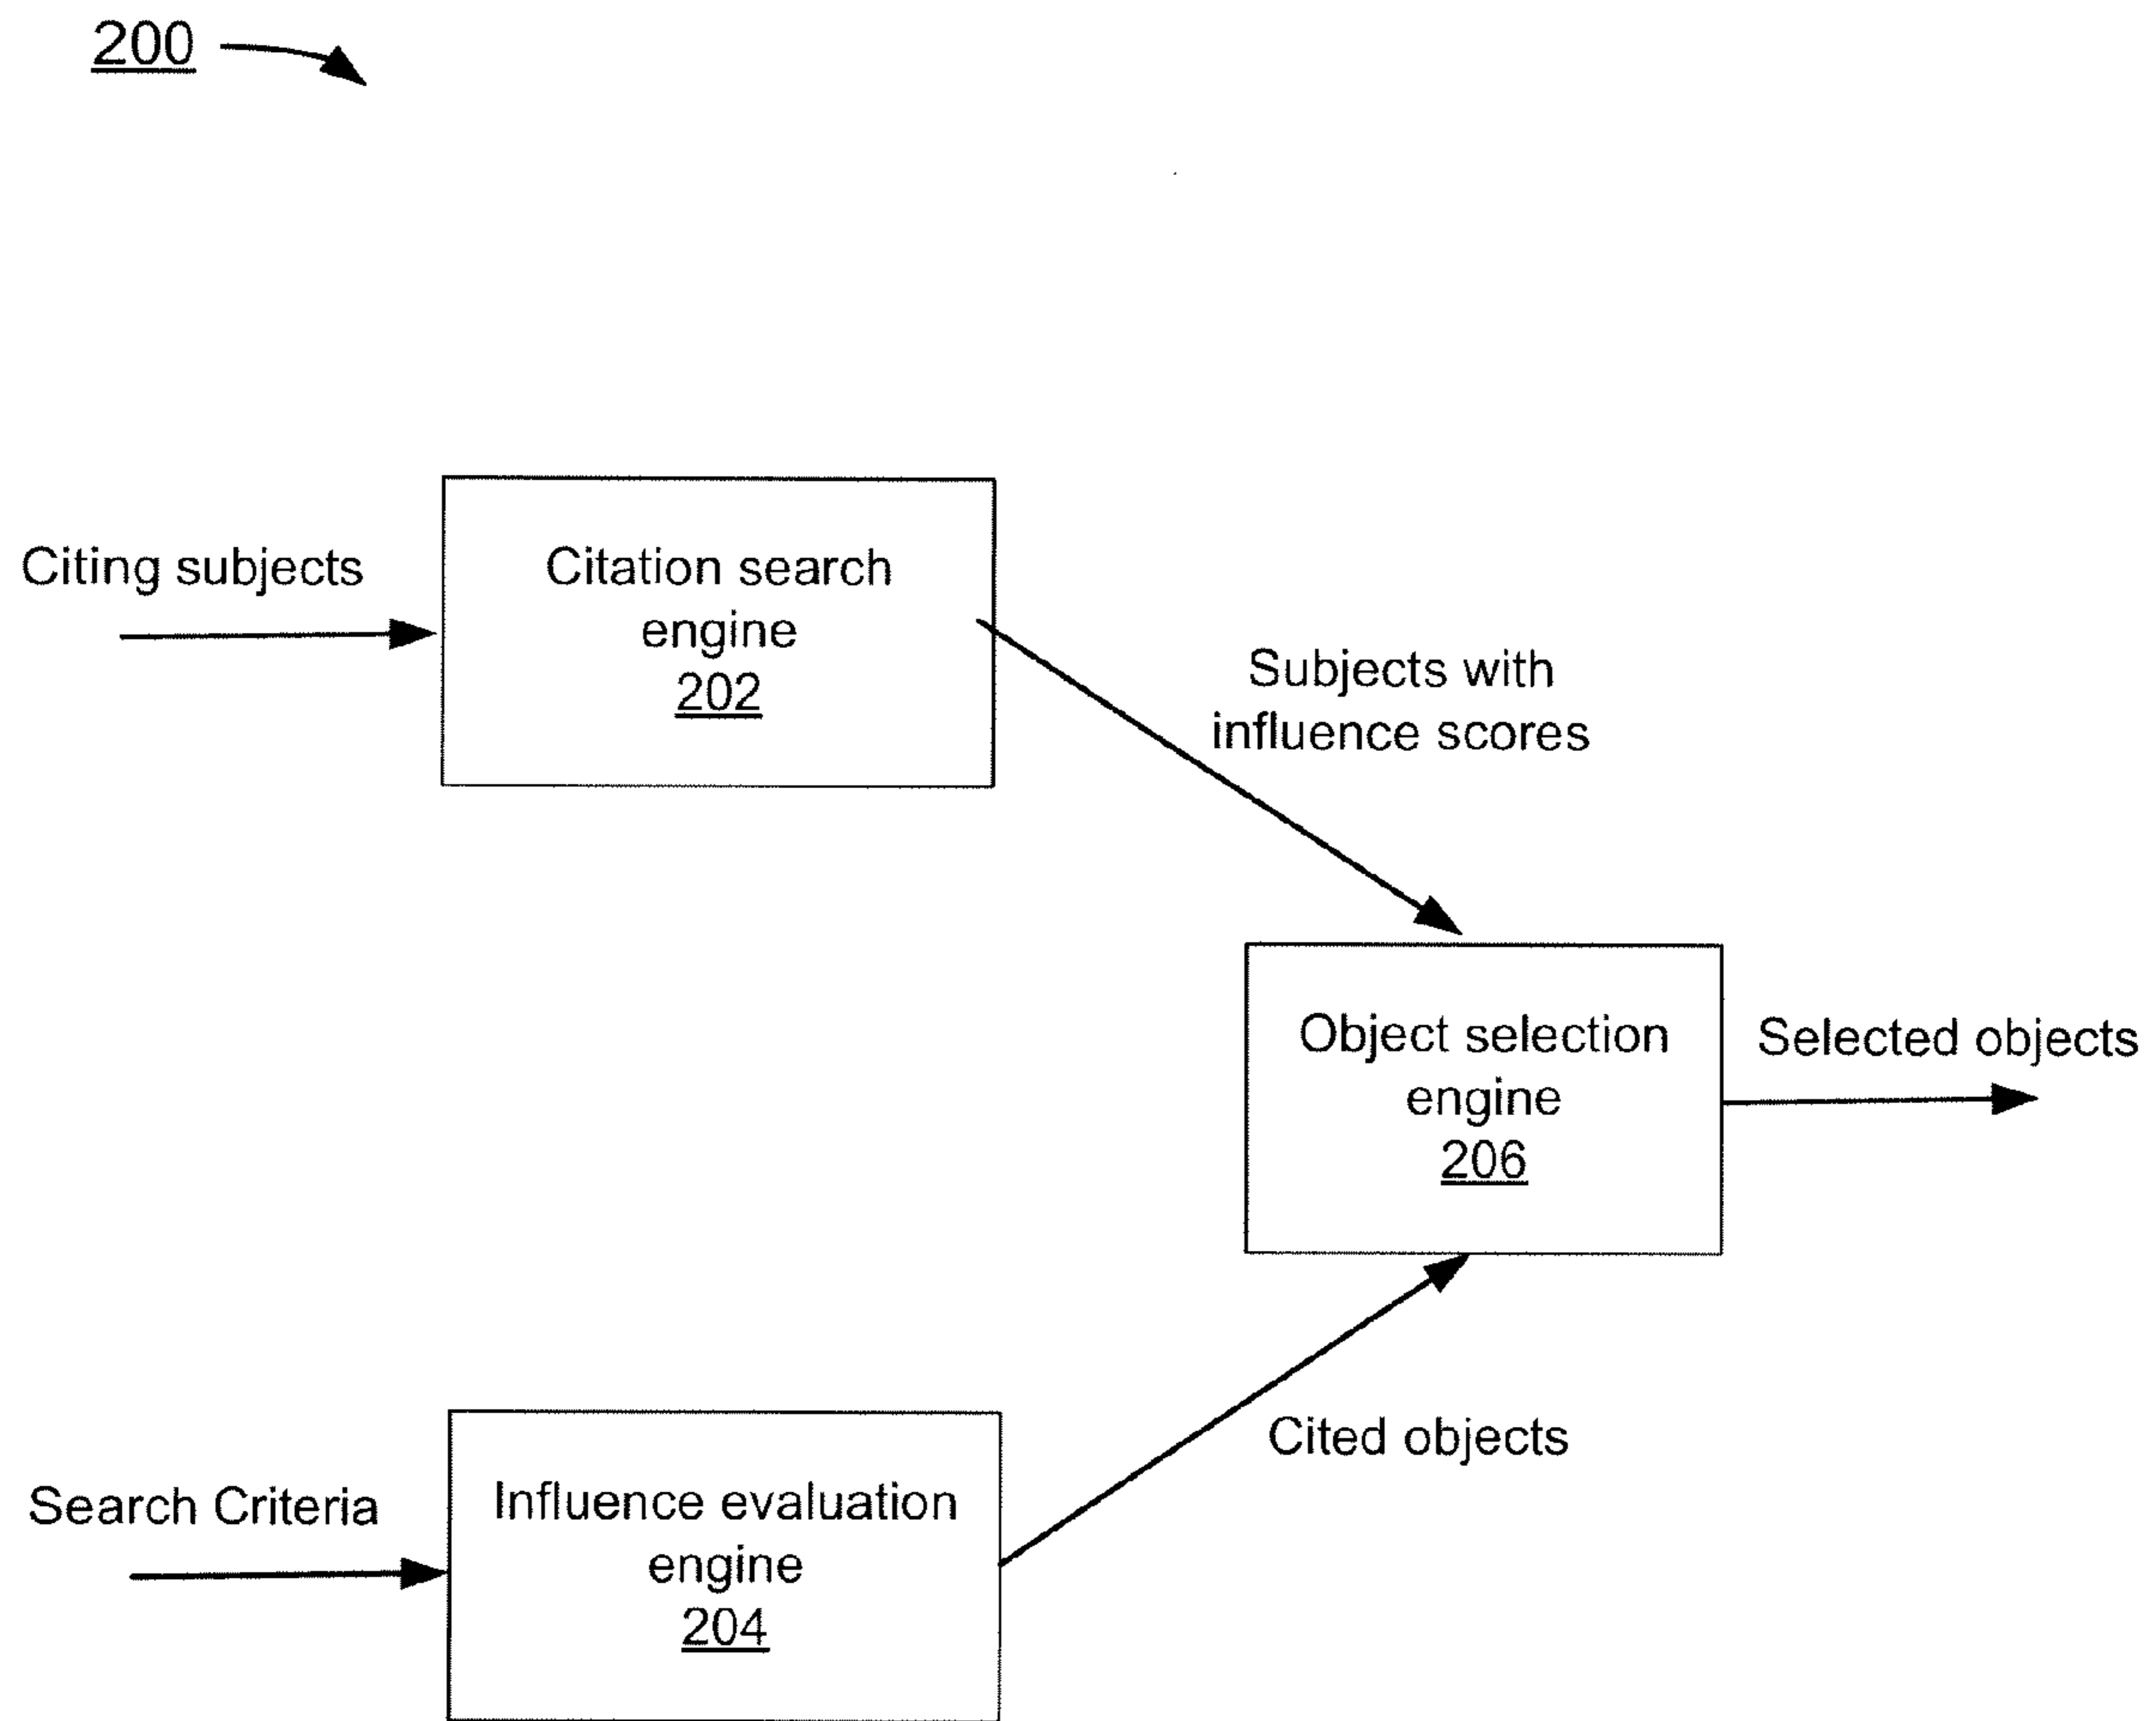 200
Citing subjects
Citation search
engine
202
Subjects with
influence scores
Object selection
engine
206
Selected objects
Cited objects
Search Criteria
Influence evaluation
engine
204